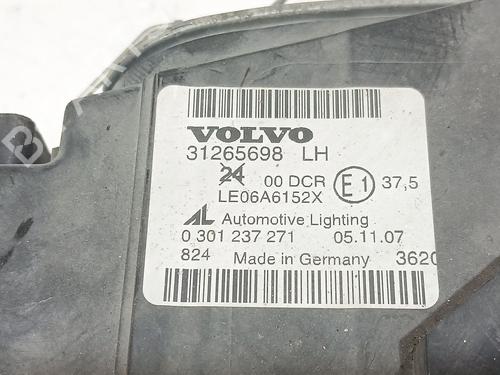 VOLVO
31265698 LH
24 00 DCR E1 37,5
LE06A6152X
AL Automotive Lighting
0 301 237 271 05.11.07
824 Made in Germany 3620